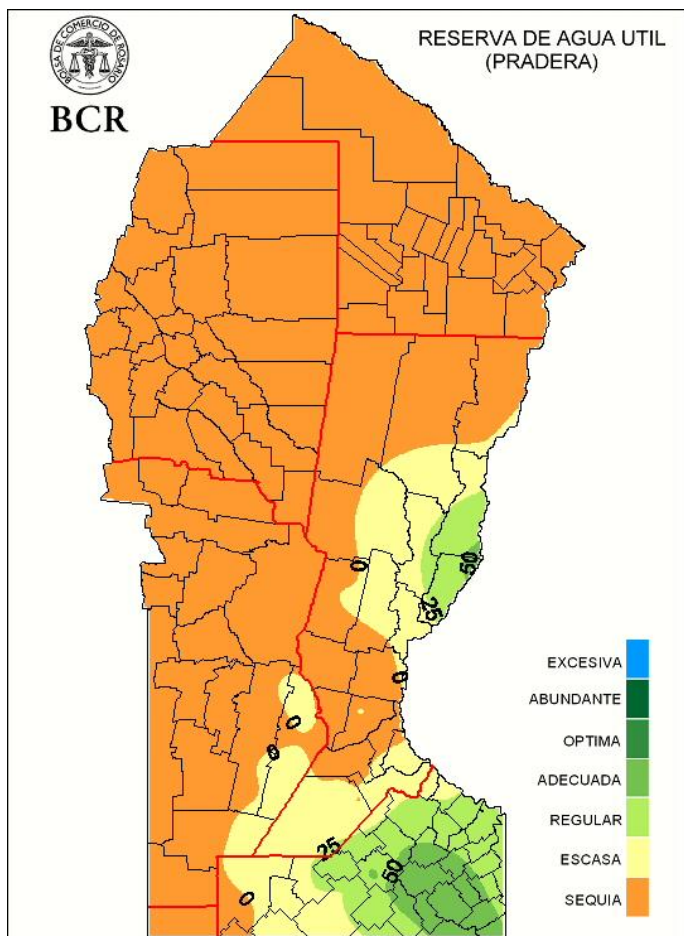 BOLSA DE COMERCIO DE ROSARIO
BCR
RESERVA DE AGUA UTIL
(PRADERA)
50
0
25
0
0
0
25
50
0
EXCESIVA
ABUNDANTE
OPTIMA
ADECUADA
REGULAR
ESCASA
SEQUIA